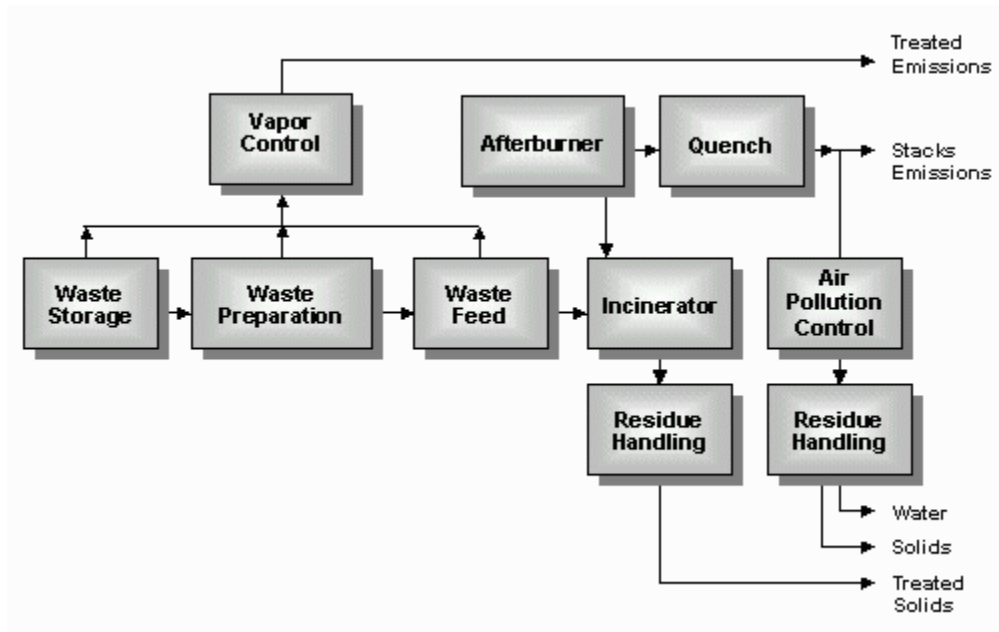 Treated
Emissions
Vapor
Control
Afterburner
Quench
Stacks
Emissions
Waste
Storage
Waste
Preparation
Waste
Feed
Incinerator
Air
Pollution
Control
Residue
Handling
Residue
Handling
Water
Solids
Treated
Solids